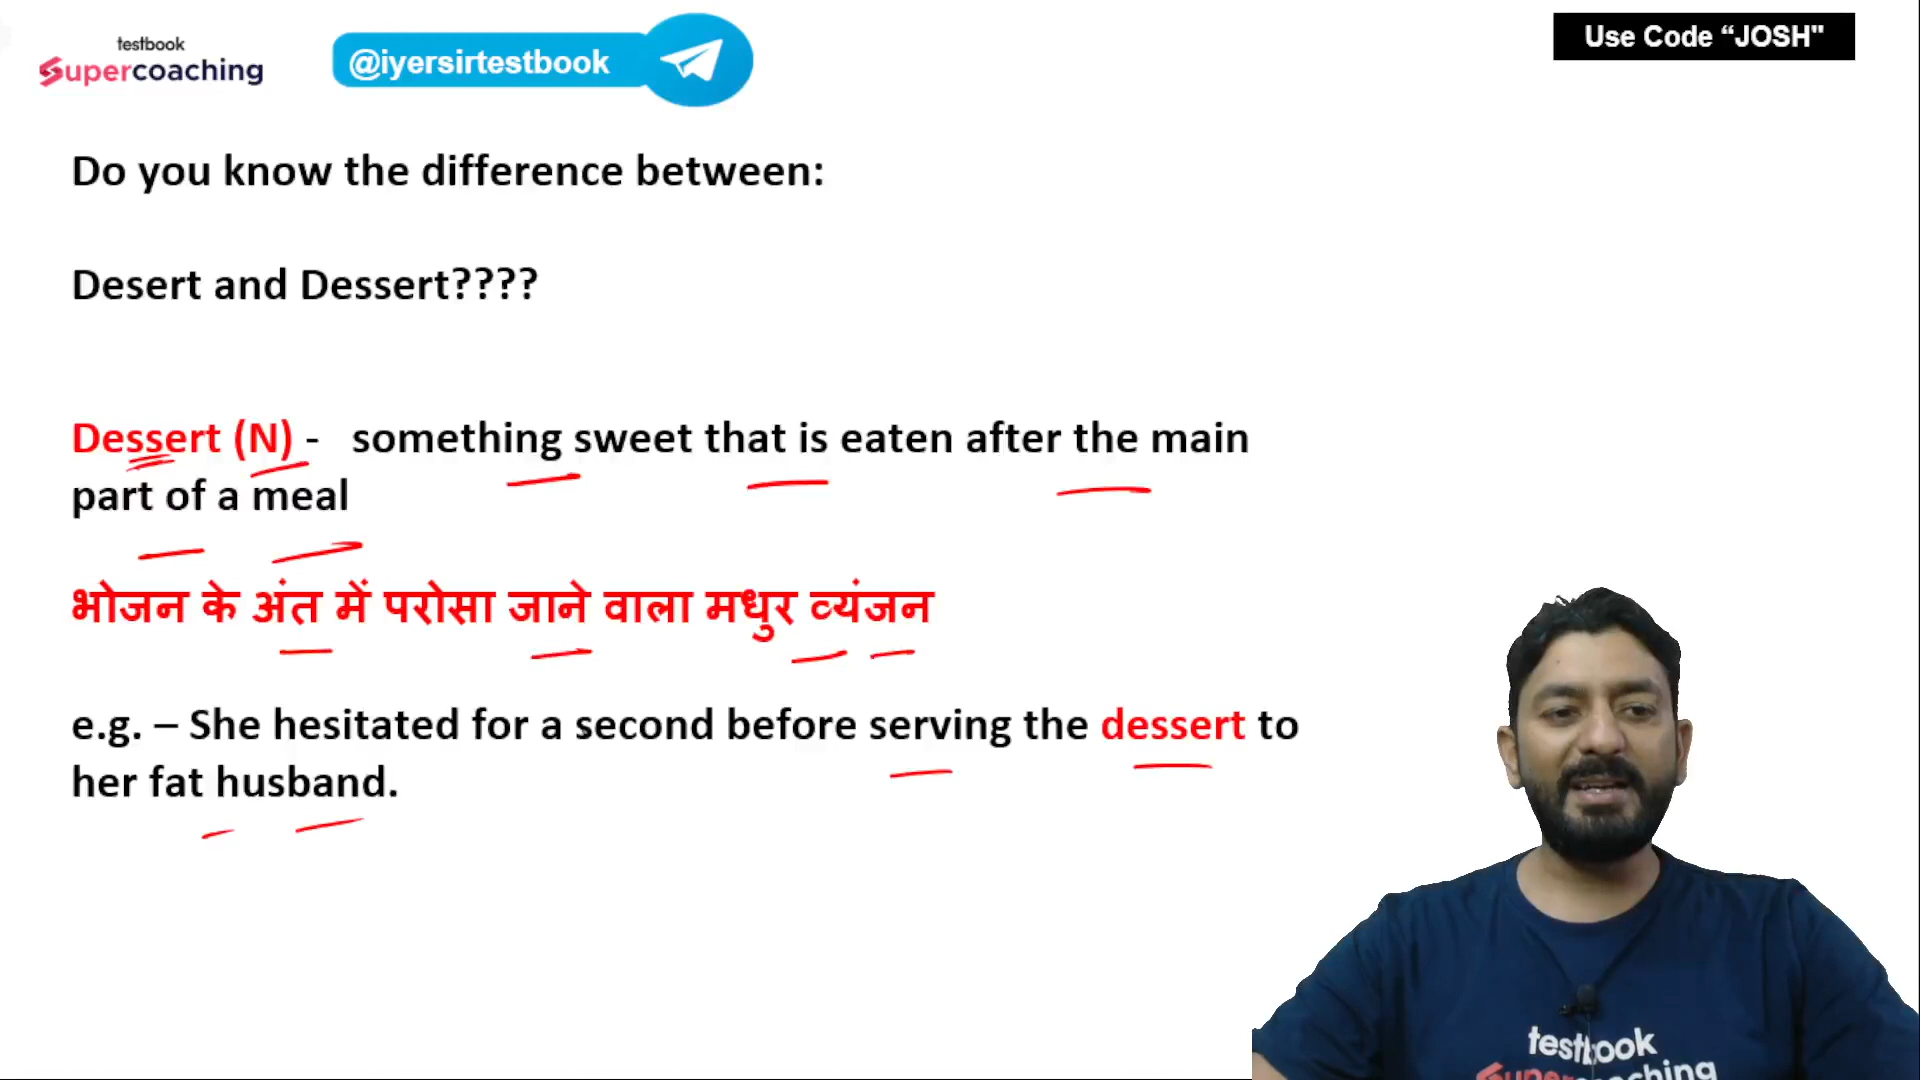 testbook
Supercoaching
@iyersirtestbook
Use Code “JOSH"
Do you know the difference between:
Desert and Dessert????
Dessert (N) - something sweet that is eaten after the main
part of a meal
भोजन के अंत में परोसा जाने वाला मधुर व्यंजन
e.g. – She hesitated for a second before serving the dessert to
her fat husband.
testbook
Supercoaching